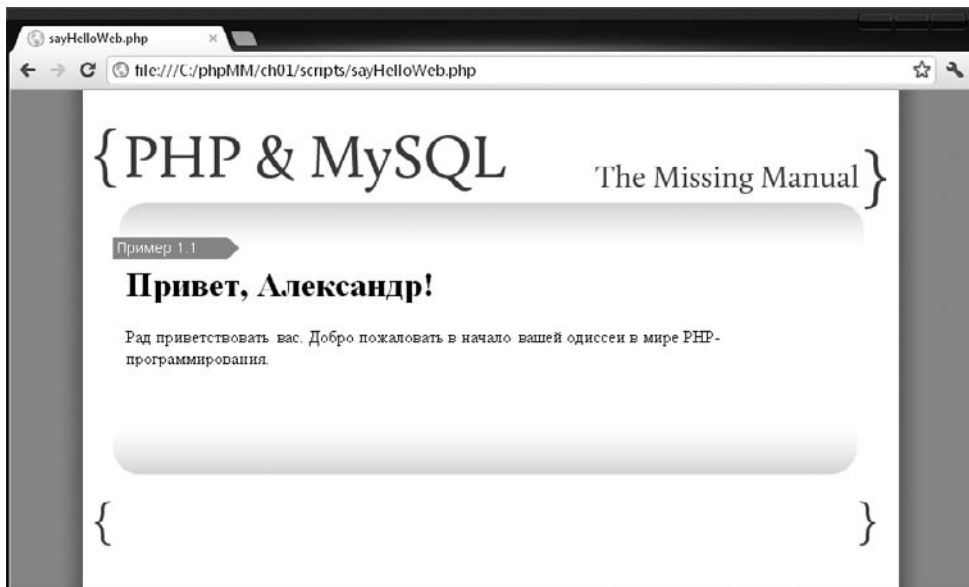 sayHelloWeb.php
file:///C:/phpMM/ch01/scripts/sayHelloWeb.php
{PHP & MySQL The Missing Manual}
Пример 1.1
Привет, Александр!
Рад приветствовать вас. Добро пожаловать в начало вашей одиссеи в мире PHP-
программирования.
{ }